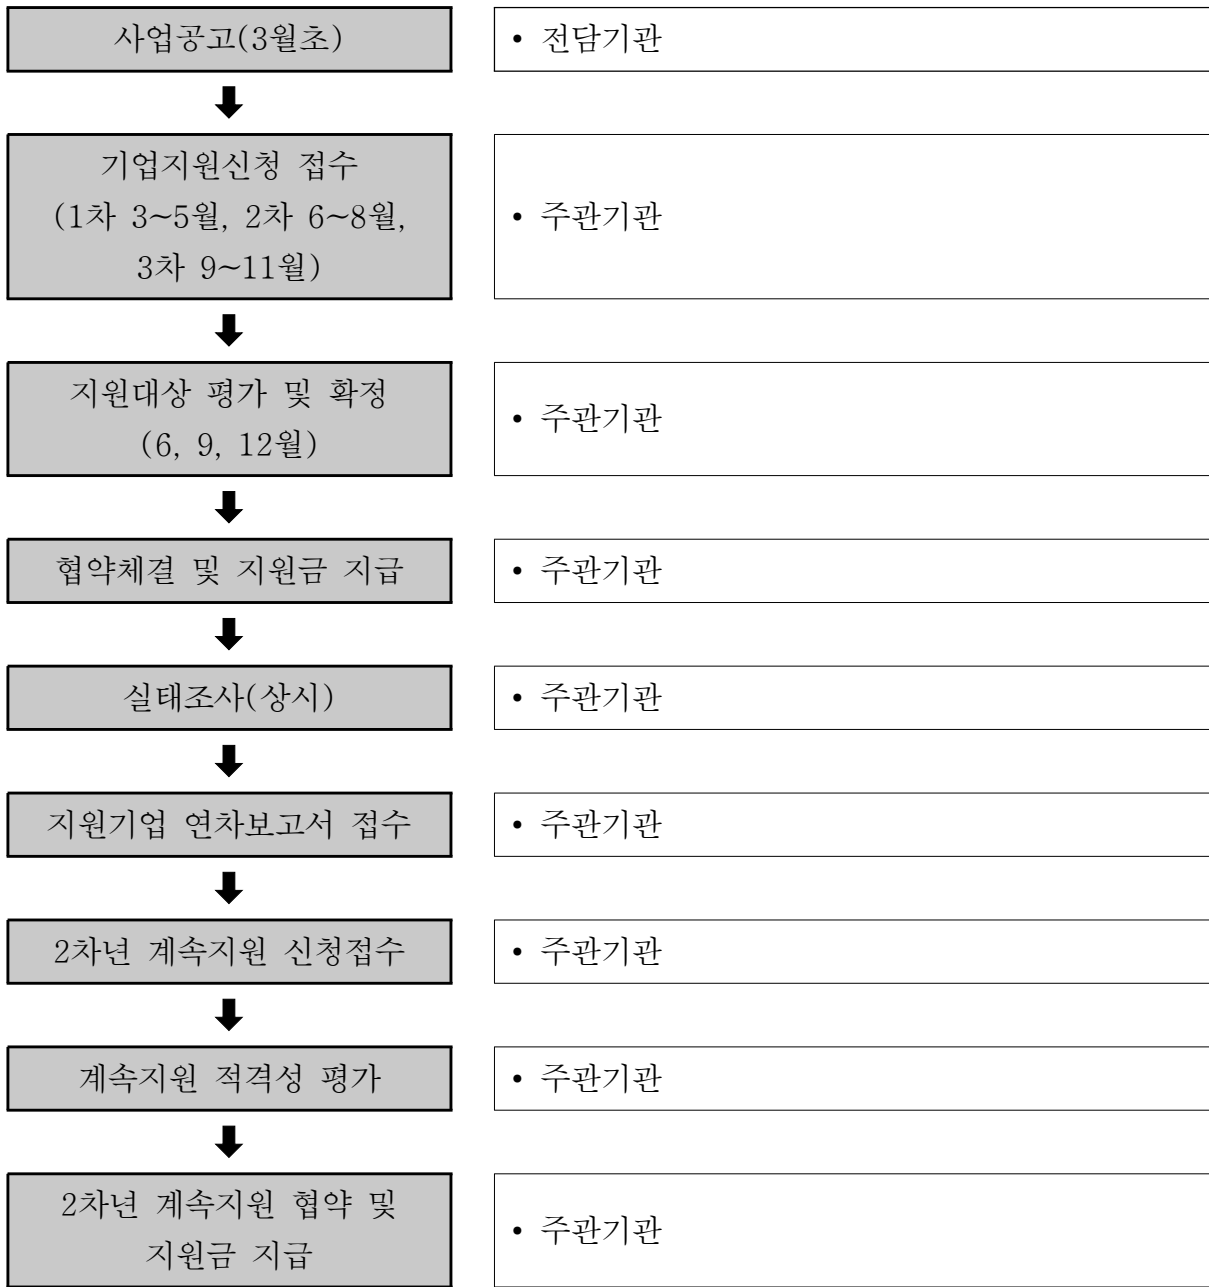 사업공고(3월초)
• 전담기관
기업지원신청 접수
(1차 3~5월, 2차 6~8월,
3차 9~11월)
• 주관기관
지원대상 평가 및 확정
(6, 9, 12월)
• 주관기관
협약체결 및 지원금 지급
• 주관기관
실태조사(상시)
• 주관기관
지원기업 연차보고서 접수
• 주관기관
2차년 계속지원 신청접수
• 주관기관
계속지원 적격성 평가
• 주관기관
2차년 계속지원 협약 및
지원금 지급
• 주관기관